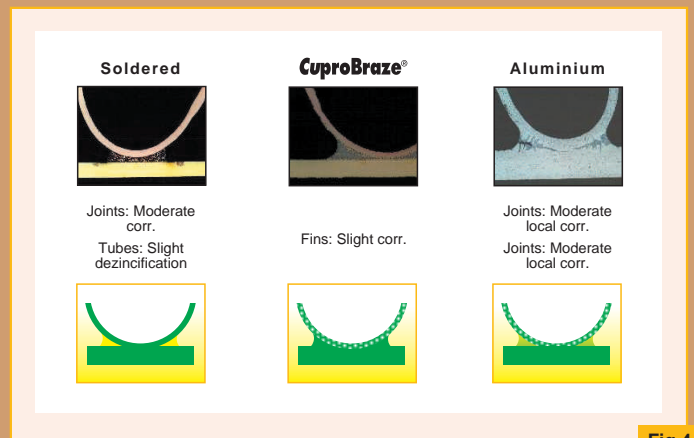 Soldered
CuproBraze®
Aluminium
Joints: Moderate
corr.
Tubes: Slight
dezincification
Fins: Slight corr.
Joints: Moderate
local corr.
Joints: Moderate
local corr.